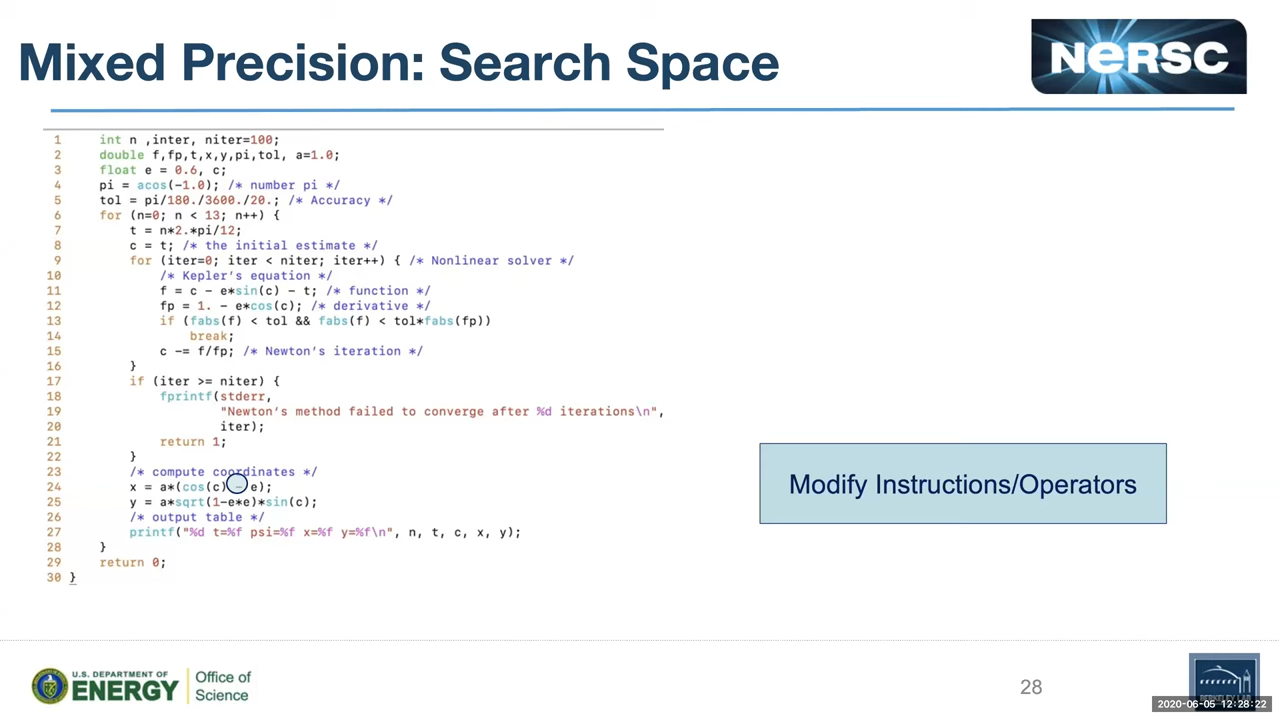 Mixed Precision: Search Space
NERSC
1 int n ,inter, niter=100;
2 double f,fp,t,x,y,pi,tol, a=1.0;
3 float e = 0.6, c;
4 pi = acos(-1.0); /* number pi */
5 tol = pi/180./3600./20.; /* Accuracy */
6 for (n=0; n < 13; n++) {
7 t = n*2.*pi/12;
8 c = t; /* the initial estimate */
9 for (iter=0; iter < niter; iter++) { /* Nonlinear solver */
10 /* Kepler's equation */
11 f = c - e*sin(c) - t; /* function */
12 fp = 1. - e*cos(c); /* derivative */
13 if (fabs(f) < tol && fabs(f) < tol*fabs(fp))
14 break;
15 c -= f/fp; /* Newton's iteration */
16 }
17 if (iter >= niter) {
18 fprintf(stderr,
19 "Newton's method failed to converge after %d iterations\n",
20 iter);
21 return 1;
22 }
23 /* compute coordinates */
24 x = a*(cos(c) - e);
25 y = a*sqrt(1-e*e)*sin(c);
26 /* output table */
27 printf("%d t=%f psi=%f x=%f y=%f\n", n, t, c, x, y);
28 }
29 return 0;
30 }
Modify Instructions/Operators
U.S. DEPARTMENT OF
ENERGY
Office of
Science
28
BERKELEY LAB
2020-06-05 12:28:22